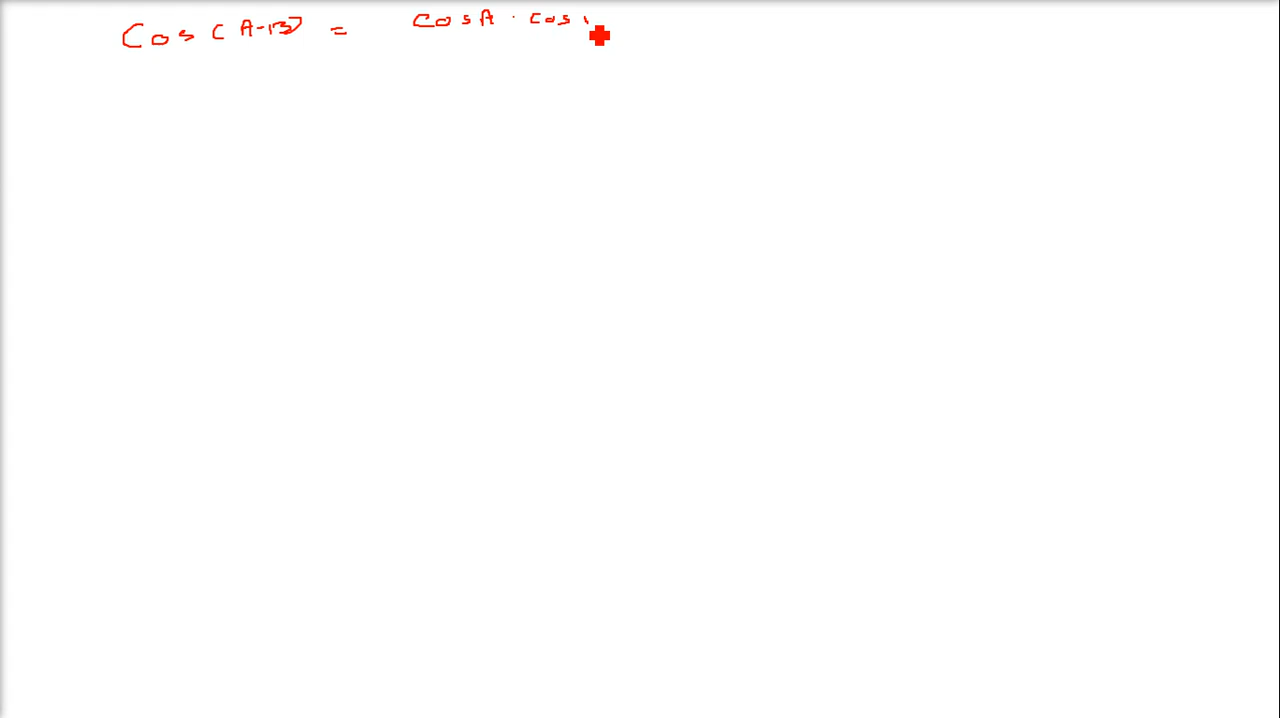 Cos (A-B) = CosA . Cos